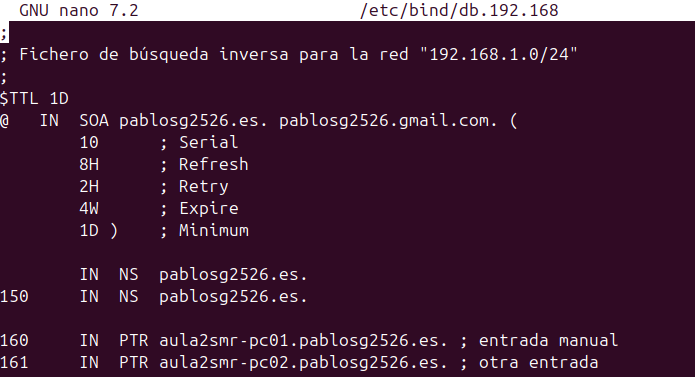 GNU nano 7.2 /etc/bind/db.192.168
;
; Fichero de búsqueda inversa para la red "192.168.1.0/24"
;
$TTL 1D
@ IN SOA pablosg2526.es. pablosg2526.gmail.com. (
10 ; Serial
8H ; Refresh
2H ; Retry
4W ; Expire
1D ) ; Minimum
IN NS pablosg2526.es.
150 IN NS pablosg2526.es.
160 IN PTR aula2smr-pc01.pablosg2526.es. ; entrada manual
161 IN PTR aula2smr-pc02.pablosg2526.es. ; otra entrada